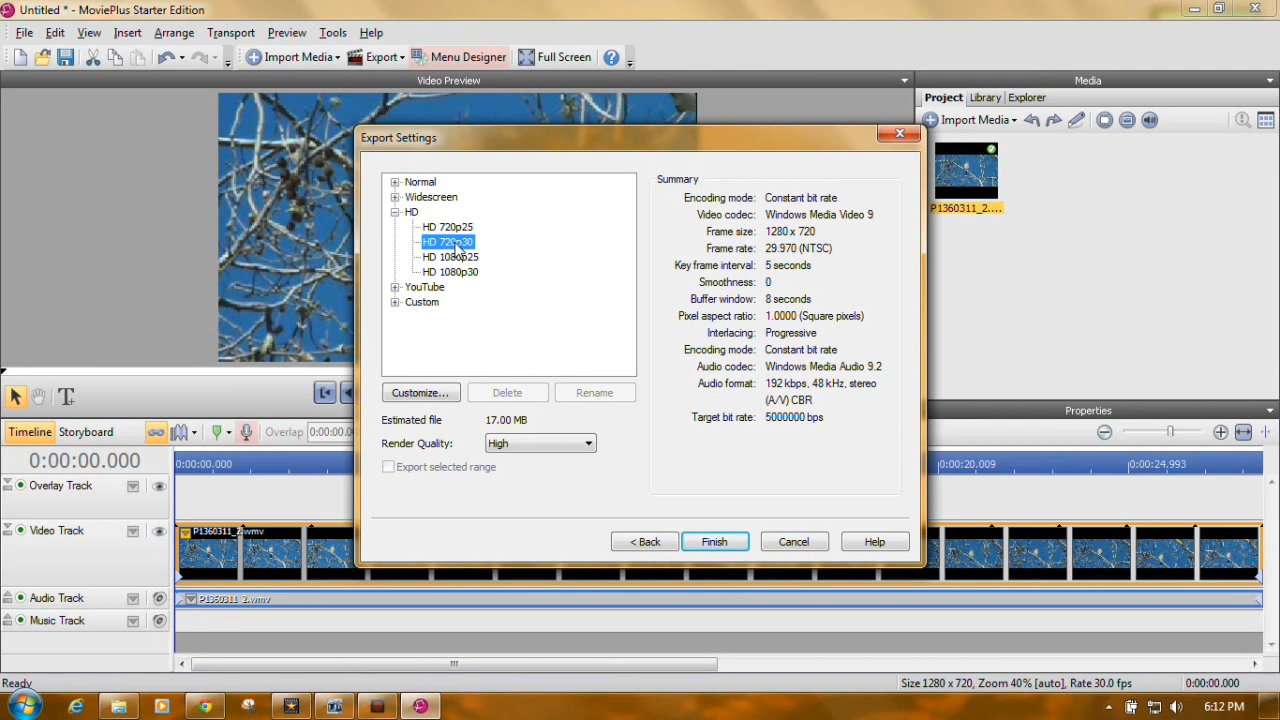 Untitled * - MoviePlus Starter Edition
File Edit View Insert Arrange Transport Preview Tools Help
Import Media Export Menu Designer Full Screen
Video Preview
Media
Project Library Explorer
Import Media
P1360311_2....
Export Settings
Normal
Widescreen
HD
HD 720p25
HD 720p30
HD 1080p25
HD 1080p30
YouTube
Custom
Customize... Delete Rename
Estimated file 17.00 MB
Render Quality: High
Export selected range
Summary
Encoding mode: Constant bit rate
Video codec: Windows Media Video 9
Frame size: 1280 x 720
Frame rate: 29.970 (NTSC)
Key frame interval: 5 seconds
Smoothness: 0
Buffer window: 8 seconds
Pixel aspect ratio: 1.0000 (Square pixels)
Interlacing: Progressive
Encoding mode: Constant bit rate
Audio codec: Windows Media Audio 9.2
Audio format: 192 kbps, 48 kHz, stereo
(A/V) CBR
Target bit rate: 5000000 bps
< Back Finish Cancel Help
Properties
Timeline Storyboard Overlap 0:00:00.
0:00:00.000 0:00:00.000 0:00:20.009 0:00:24.993
Overlay Track
Video Track P1360311_2.wmv
Audio Track P1360311_2.wmv
Music Track
Ready Size 1280 x 720, Zoom 40% [auto], Rate 30.0 fps 0:00:00.000
6:12 PM